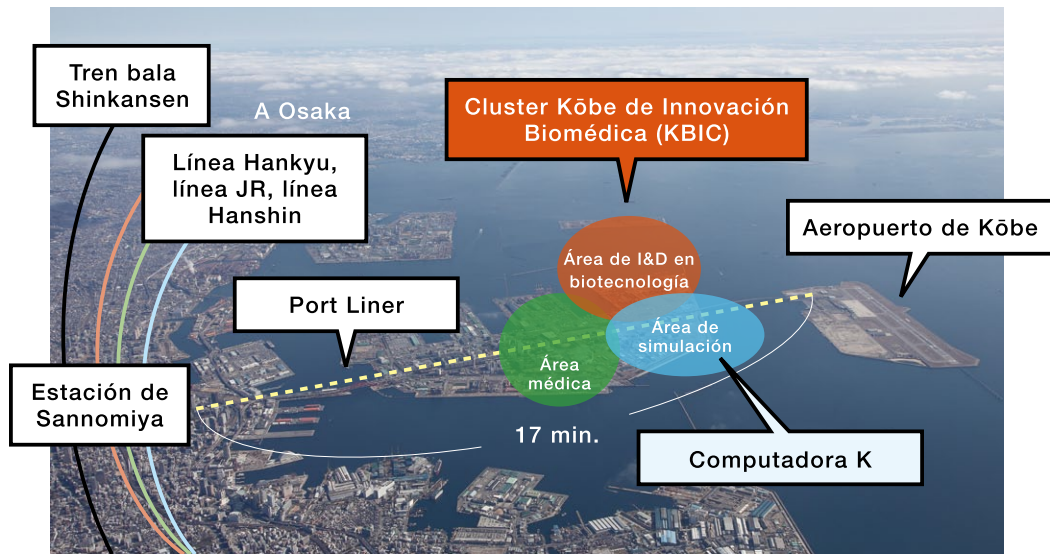 Tren bala
Shinkansen
A Osaka
Cluster Kōbe de Innovación
Biomédica (KBIC)
Línea Hankyu,
línea JR, línea
Hanshin
Aeropuerto de Kōbe
Área de I&D en
biotecnología
Port Liner
Área de
simulación
Área
médica
Estación de
Sannomiya
17 min.
Computadora K